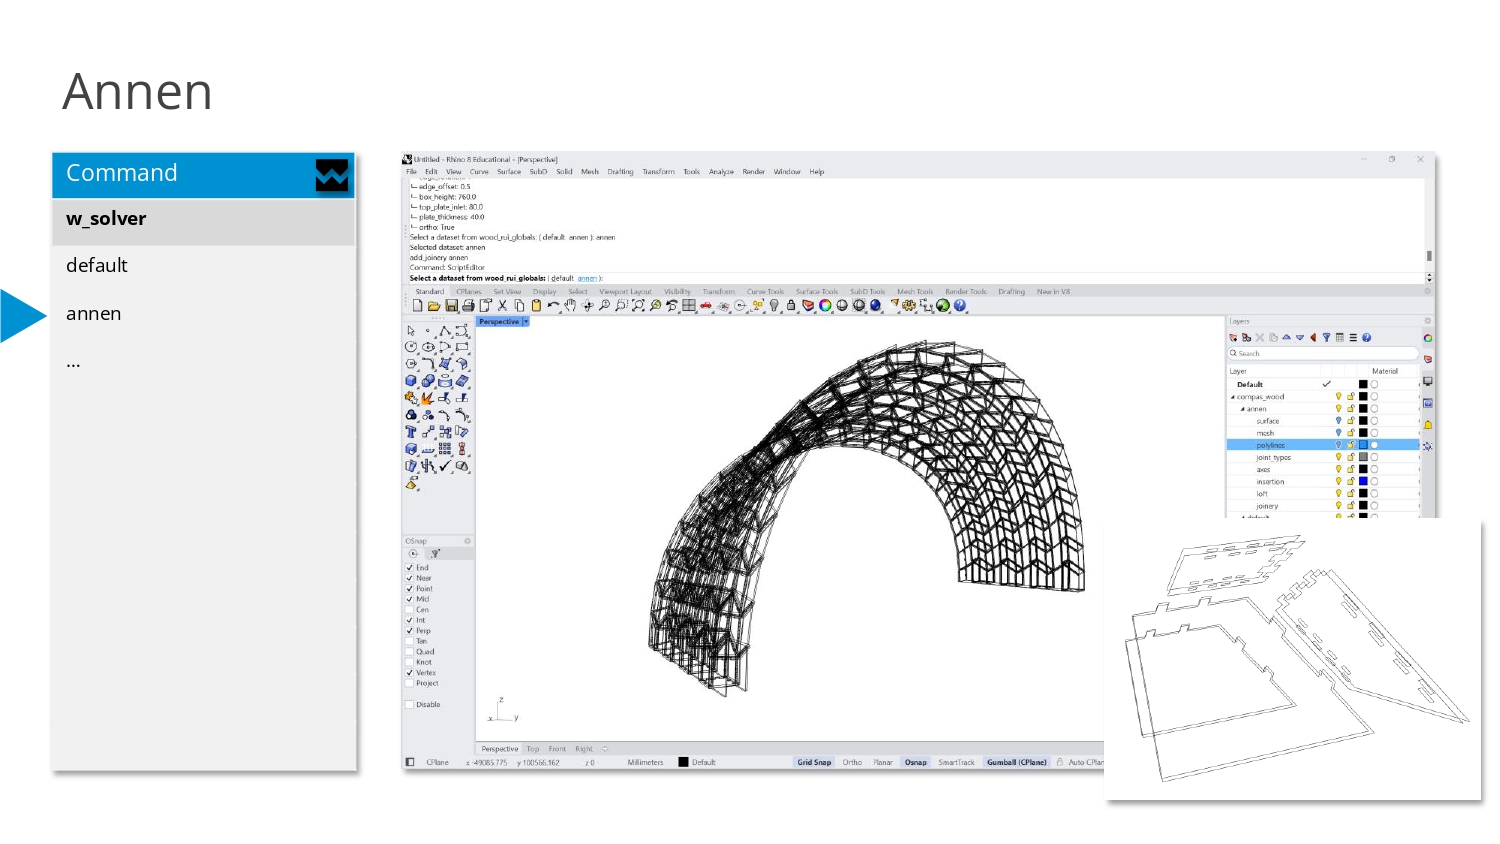 Annen
Command
w_solver
default
annen
...
Untitled - Rhino 8 Educational - [Perspective]
File Edit View Curve Surface SubD Solid Mesh Drafting Transform Tools Analyze Render Window Help
edge_offset: 0.5
box_height: 760.0
top_plate_inlet: 80.0
plate_thickness: 40.0
ortho: True
Select a dataset from wood_rui_globals: ( default annen ): annen
Selected dataset: annen
add_joinery annen
Command: ScriptEditor
Select a dataset from wood_rui_globals: ( default annen ):
Standard CPlanes Set View Display Select Viewport Layout Visibility Transform Curve Tools Surface Tools SubD Tools Mesh Tools Render Tools Drafting New in V8
Perspective
Layers
Search
Layer Material
Default
compas_wood
annen
surface
mesh
polylines
joint_types
axes
insertion
loft
joinery
default
OSnap
End
Near
Point
Mid
Cen
Int
Perp
Tan
Quad
Knot
Vertex
Project
Disable
z
x y
Perspective Top Front Right
CPlane x -49085.775 y 100566.162 z 0 Millimeters Default Grid Snap Ortho Planar Osnap SmartTrack Gumball (CPlane) Auto CPlan